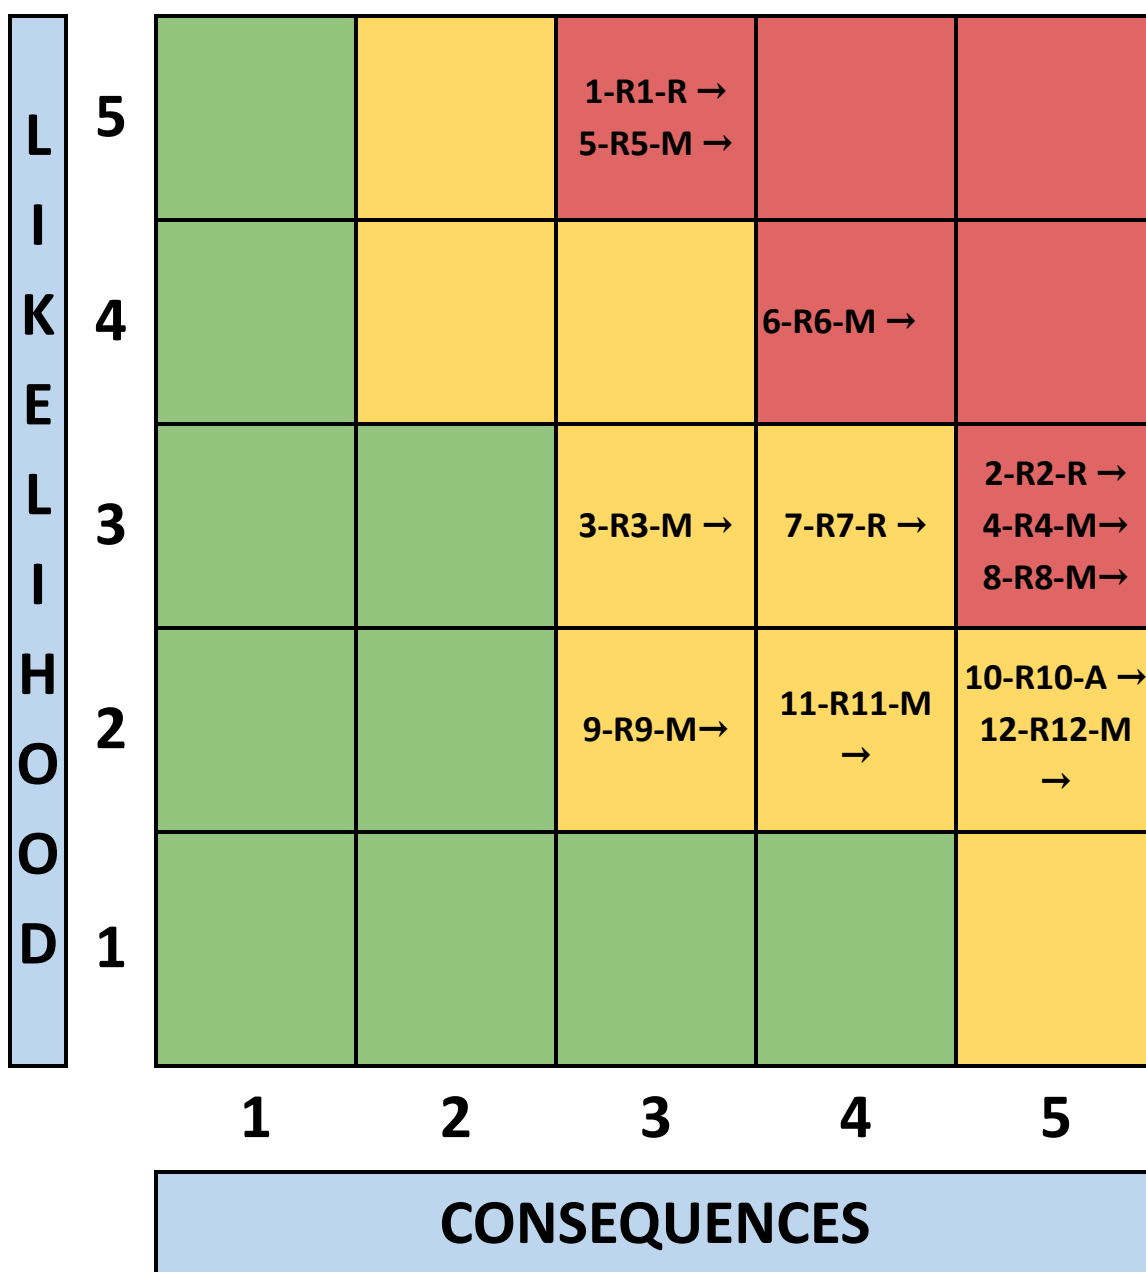 LIKELIHOOD
5
1-R1-R →
5-R5-M →
4
6-R6-M →
3
3-R3-M →
7-R7-R →
2-R2-R →
4-R4-M→
8-R8-M→
2
9-R9-M→
11-R11-M
→
10-R10-A →
12-R12-M
→
1
1 2 3 4 5
CONSEQUENCES